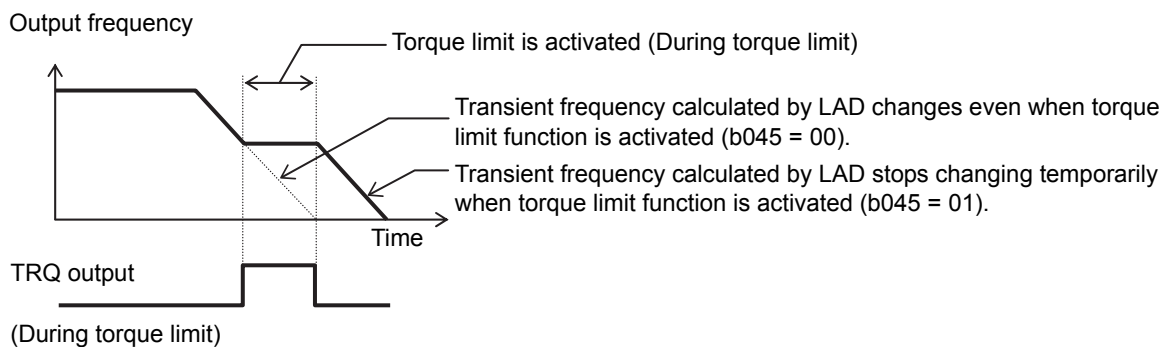 Output frequency
Torque limit is activated (During torque limit)
Transient frequency calculated by LAD changes even when torque
limit function is activated (b045 = 00).
Transient frequency calculated by LAD stops changing temporarily
when torque limit function is activated (b045 = 01).
Time
TRQ output
(During torque limit)